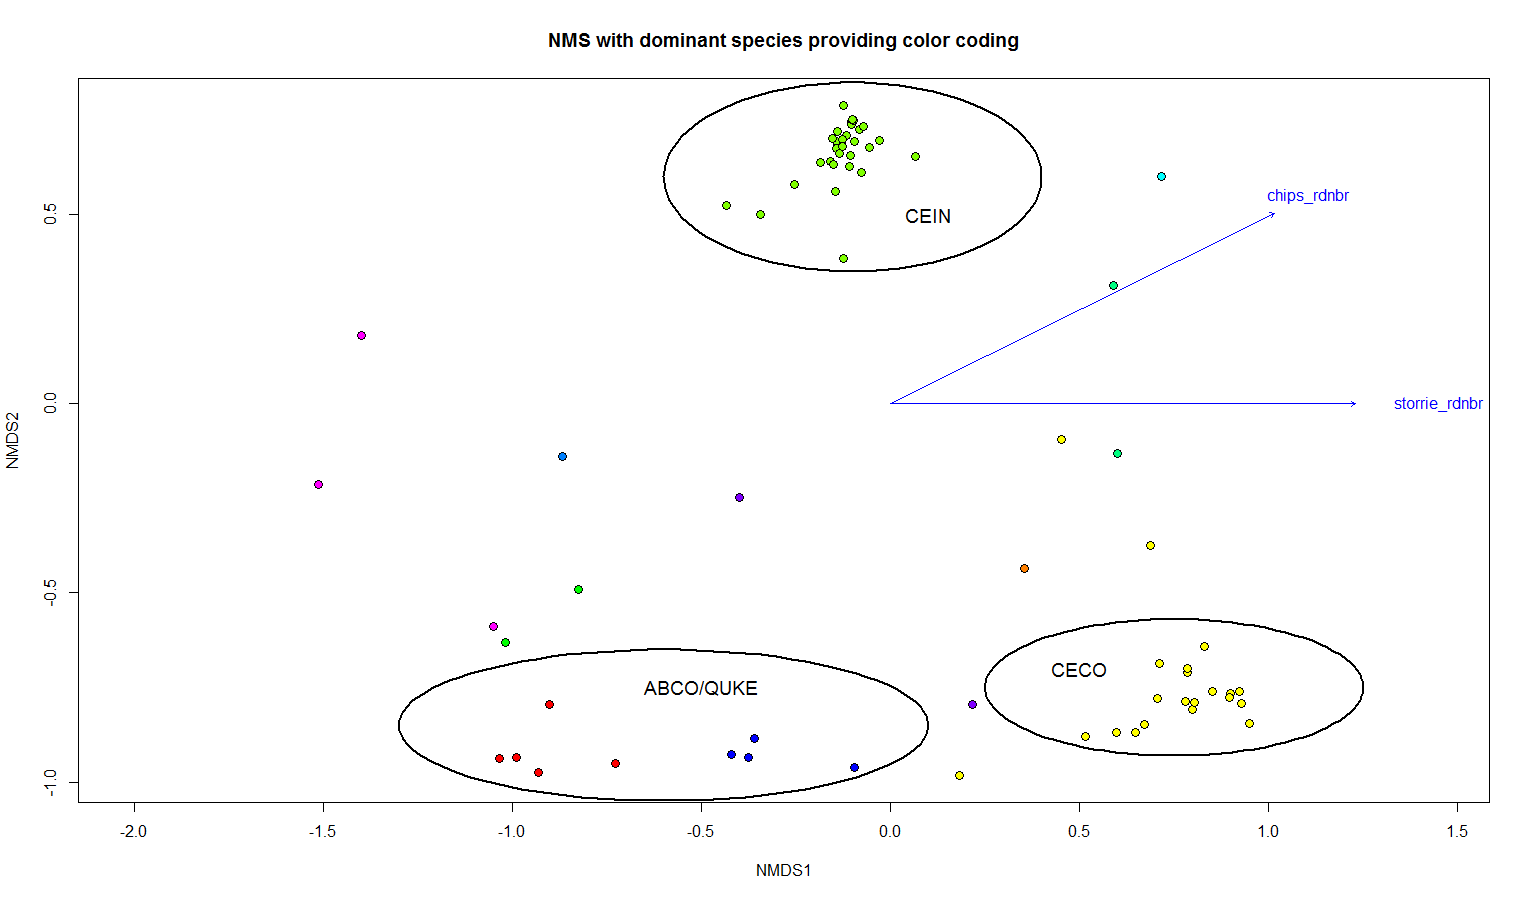 NMS with dominant species providing color coding
CEIN
chips_rdnbr
storrie_rdnbr
ABCO/QUKE
CECO
NMDS2
0.5
0.0
-0.5
-1.0
-2.0 -1.5 -1.0 -0.5 0.0 0.5 1.0 1.5
NMDS1